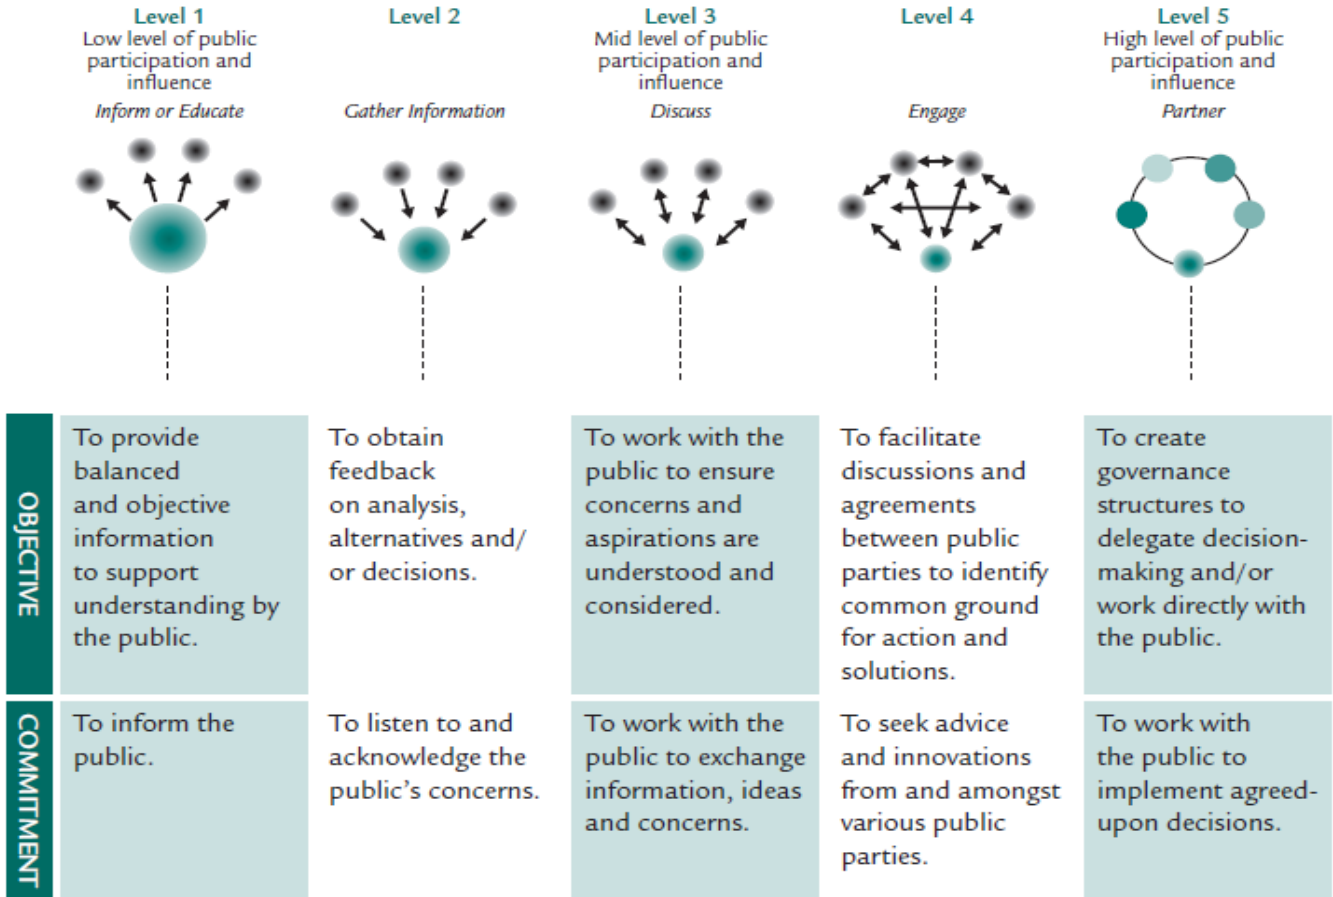 Level 1
Low level of public
participation and
influence
Inform or Educate
Level 2
Gather Information
Level 3
Mid level of public
participation and
influence
Discuss
Level 4
Engage
Level 5
High level of public
participation and
influence
Partner
OBJECTIVE
To provide
balanced
and objective
information
to support
understanding by
the public.
To obtain
feedback
on analysis,
alternatives and/
or decisions.
To work with the
public to ensure
concerns and
aspirations are
understood and
considered.
To facilitate
discussions and
agreements
between public
parties to identify
common ground
for action and
solutions.
To create
governance
structures to
delegate decision-
making and/or
work directly with
the public.
COMMITMENT
To inform the
public.
To listen to and
acknowledge the
public’s concerns.
To work with the
public to exchange
information, ideas
and concerns.
To seek advice
and innovations
from and amongst
various public
parties.
To work with
the public to
implement agreed-
upon decisions.